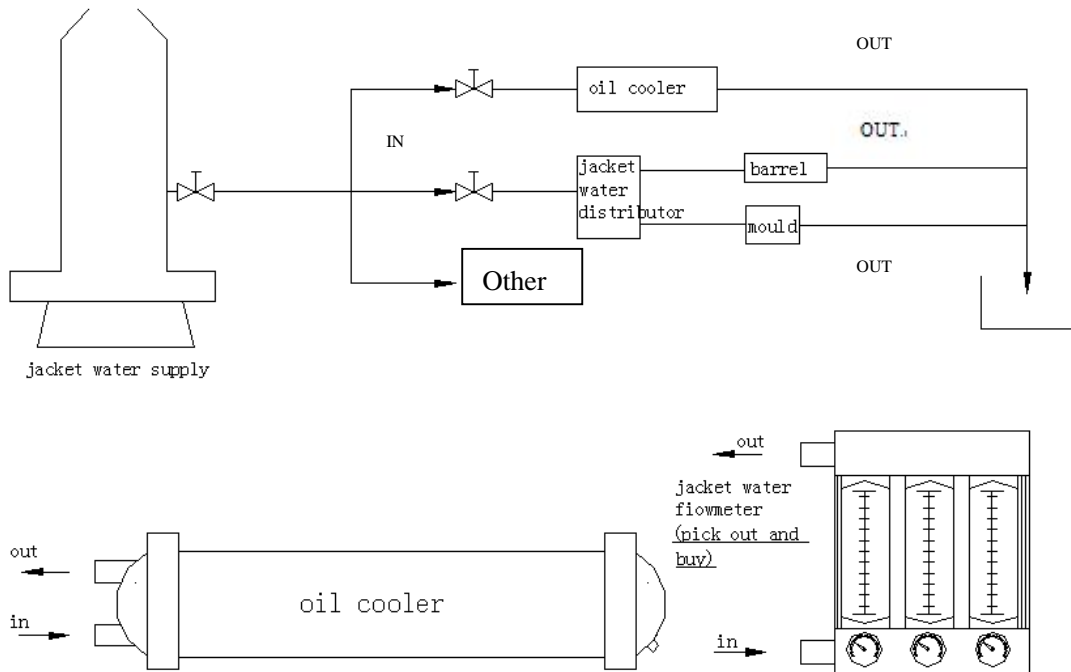 OUT
oil cooler
IN
OUT.
jacket
water
distributor
barrel
mould
OUT
Other
jacket water supply
out
in
oil cooler
out
jacket water
fiowmeter
(pick out and
buy)
in